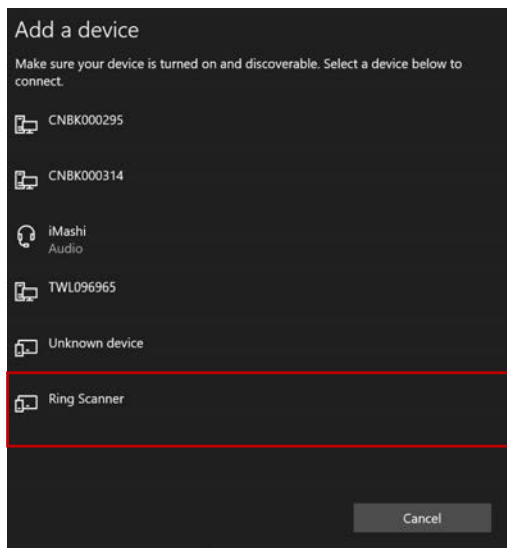 Add a device
Make sure your device is turned on and discoverable. Select a device below to
connect.
CNBK000295
CNBK000314
iMashi
Audio
TWL096965
Unknown device
Ring Scanner
Cancel